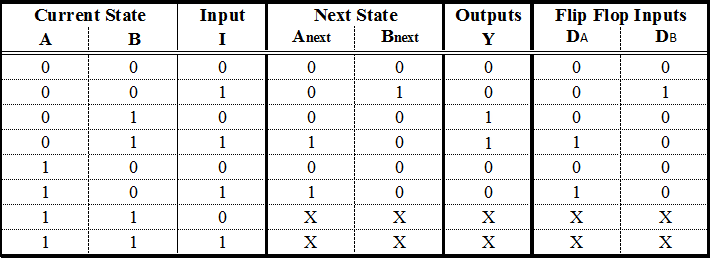 Current State Input Next State Outputs Flip Flop Inputs
A B I Anext Bnext Y DA DB
0 0 0 0 0 0 0 0
0 0 1 0 1 0 0 1
0 1 0 0 0 1 0 0
0 1 1 1 0 1 1 0
1 0 0 0 0 0 0 0
1 0 1 1 0 0 1 0
1 1 0 X X X X X
1 1 1 X X X X X